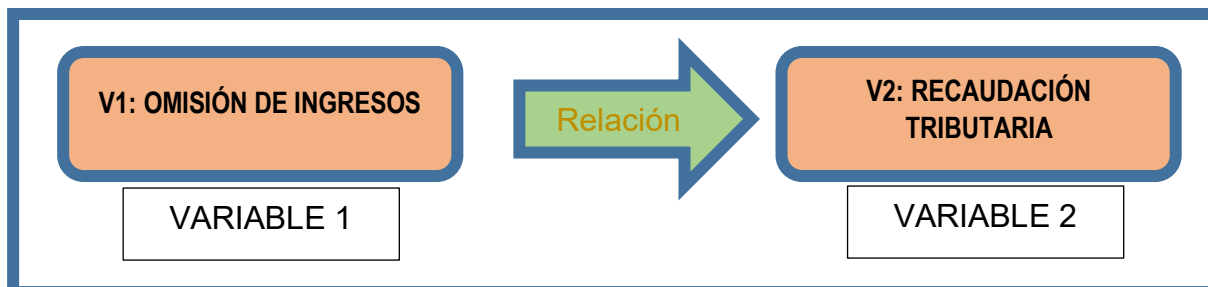 V1: OMISIÓN DE INGRESOS
VARIABLE 1
Relación
V2: RECAUDACIÓN
TRIBUTARIA
VARIABLE 2